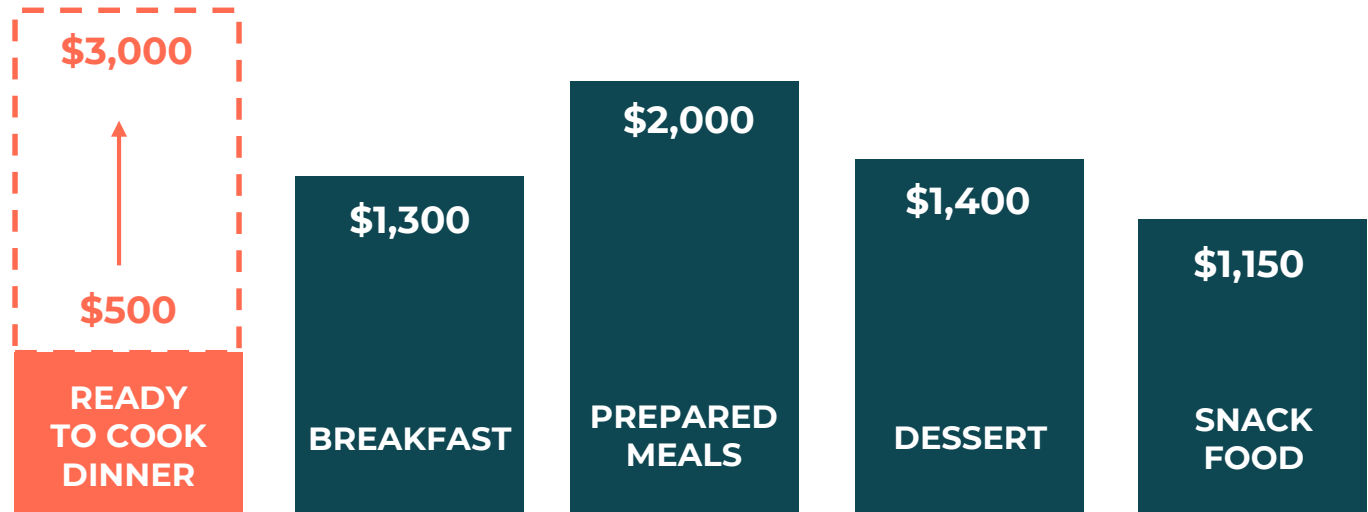 $3,000
$500
READY
TO COOK
DINNER
$1,300
BREAKFAST
$2,000
PREPARED
MEALS
$1,400
DESSERT
$1,150
SNACK
FOOD